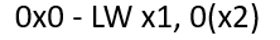 0x0 - LW x1, 0(x2)